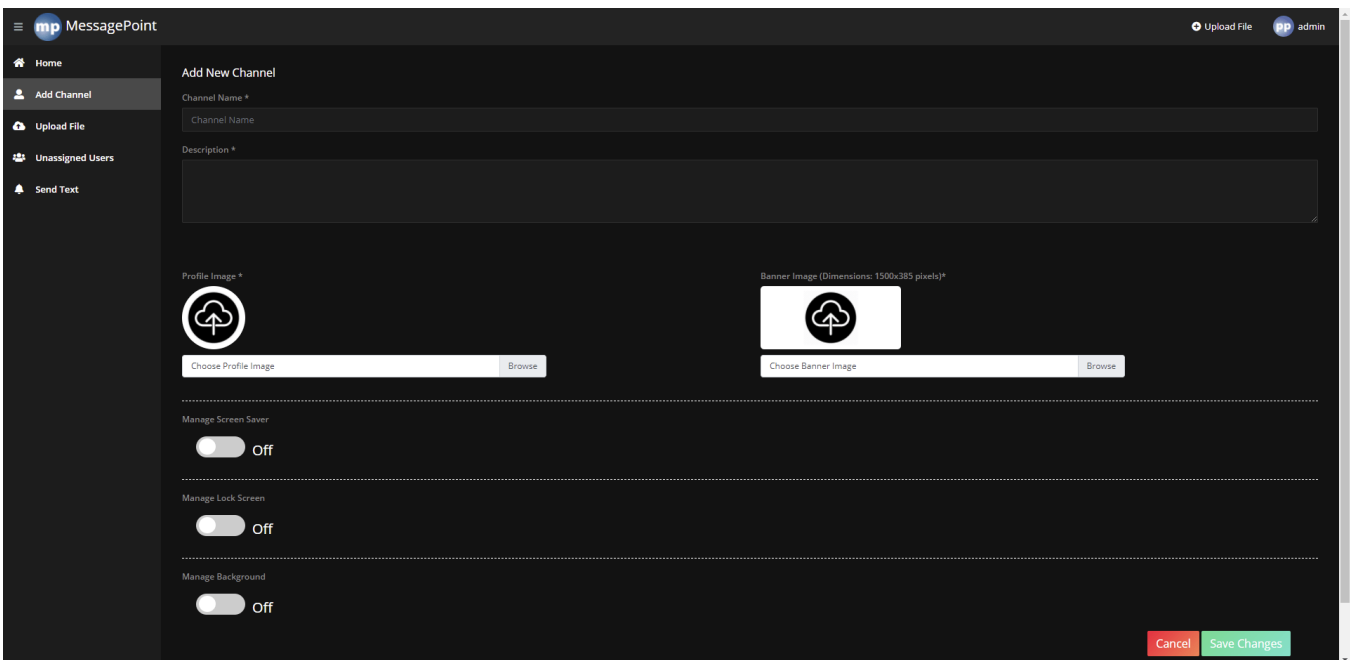 mp MessagePoint
Upload File
pp admin
Home
Add Channel
Upload File
Unassigned Users
Send Text
Add New Channel
Channel Name *
Channel Name
Description *
Profile Image *
Choose Profile Image Browse
Banner Image (Dimensions: 1500x385 pixels)*
Choose Banner Image Browse
Manage Screen Saver
Off
Manage Lock Screen
Off
Manage Background
Off
Cancel Save Changes